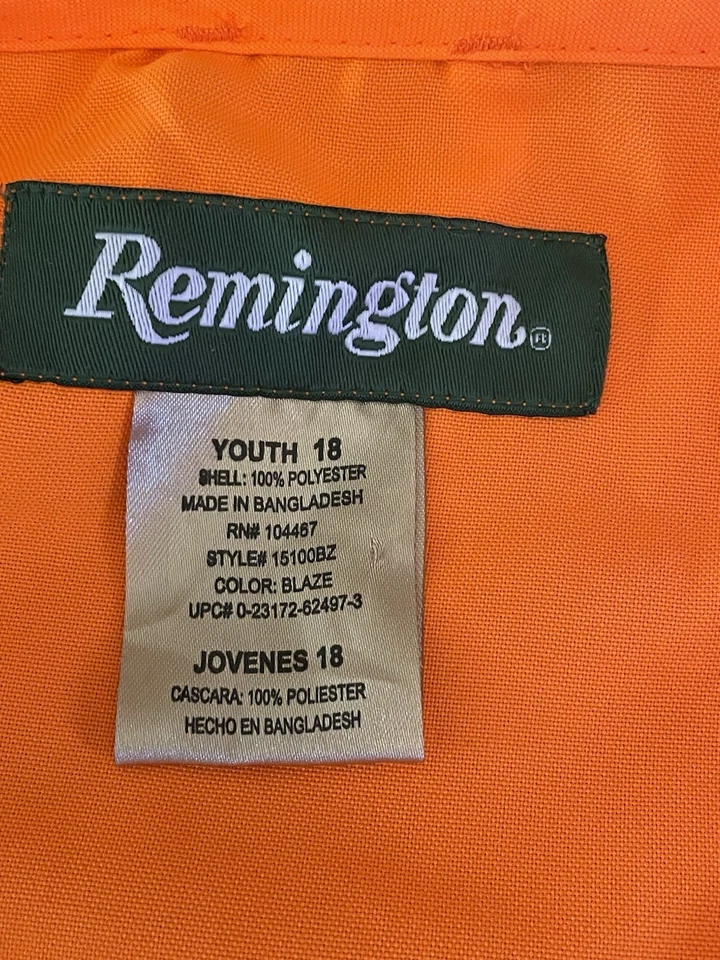 Remington®
YOUTH 18
SHELL: 100% POLYESTER
MADE IN BANGLADESH
RN# 104467
STYLE# 15100BZ
COLOR: BLAZE
UPC# 0-23172-62497-3
JOVENES 18
CASCARA: 100% POLIESTER
HECHO EN BANGLADESH